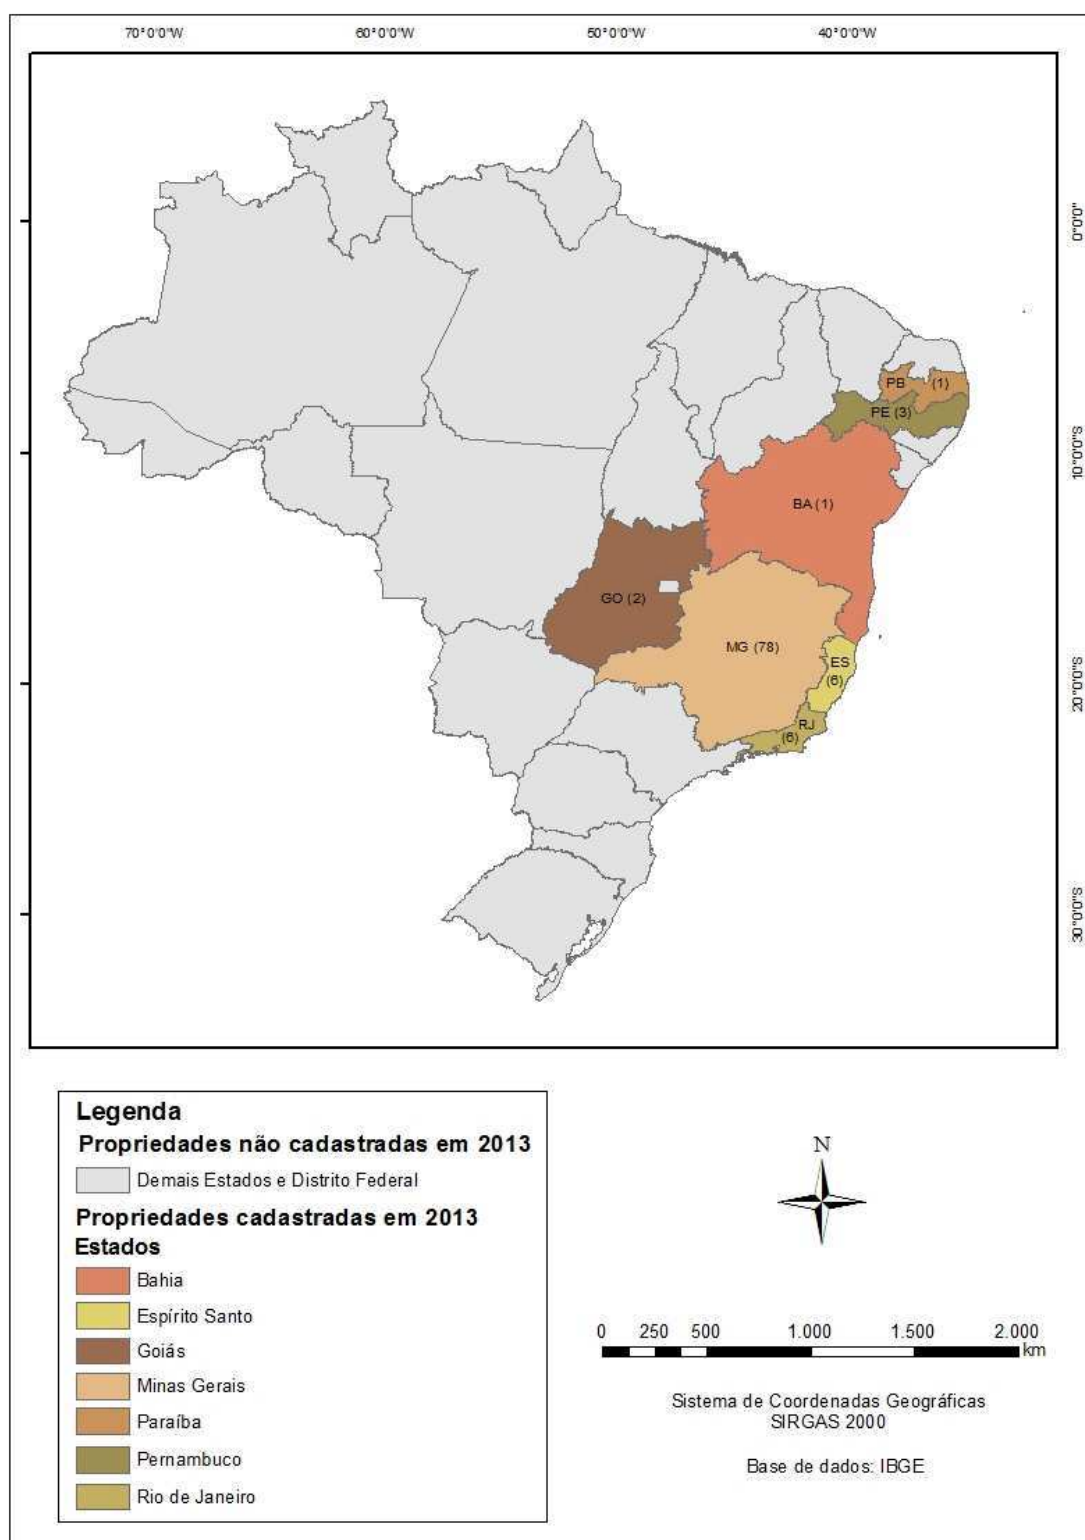 70°0'0"W 60°0'0"W 50°0'0"W 40°0'0"W
0°0'0"
PB (1)
PE (3)
10°0'0"S
BA (1)
GO (2)
MG (78)
ES
(6)
20°0'0"S
RJ
(6)
30°0'0"S
Legenda
Propriedades não cadastradas em 2013
Demais Estados e Distrito Federal
Propriedades cadastradas em 2013
Estados
Bahia
Espírito Santo
Goiás
Minas Gerais
Paraíba
Pernambuco
Rio de Janeiro
N
0 250 500 1.000 1.500 2.000
km
Sistema de Coordenadas Geográficas
SIRGAS 2000
Base de dados: IBGE